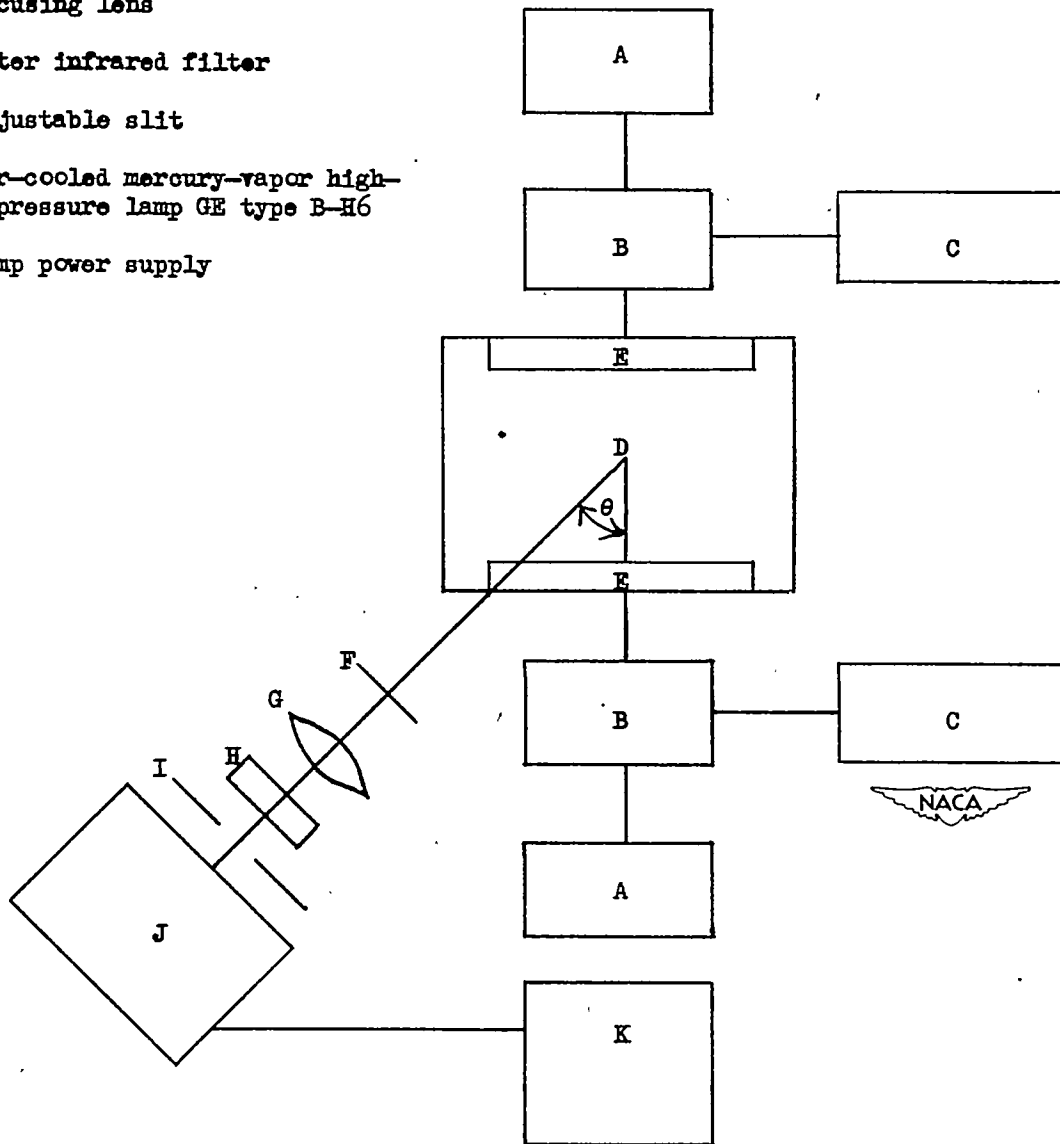 cusing lens
ter infrared filter
justable slit
r-cooled mercury-vapor high-
pressure lamp GE type B-H6
mp power supply
A
B
C
E
D
θ
E
F
G
B
C
H
I
NACA
A
J
K